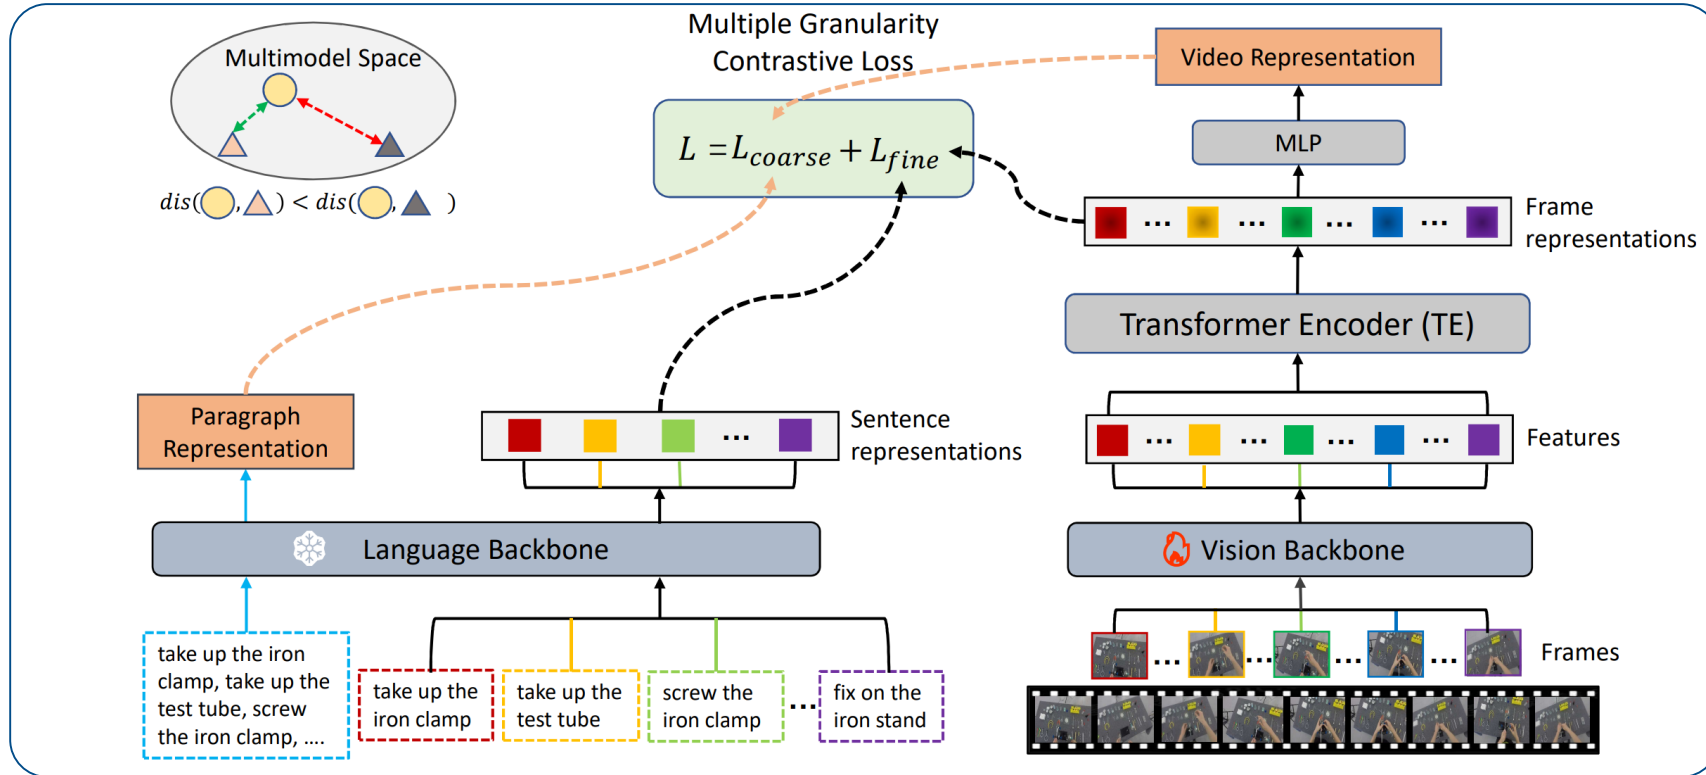 Multiple Granularity
Contrastive Loss
Multimodel Space
dis( , ) < dis( , )
L = L_coarse + L_fine
Video Representation
MLP
Frame
representations
Transformer Encoder (TE)
Paragraph
Representation
...
Sentence
representations
... ... ... ...
Features
Language Backbone
Vision Backbone
take up the iron
clamp, take up the
test tube, screw
the iron clamp, ....
take up the
iron clamp
take up the
test tube
screw the
iron clamp
...
fix on the
iron stand
... ... ... ...
Frames